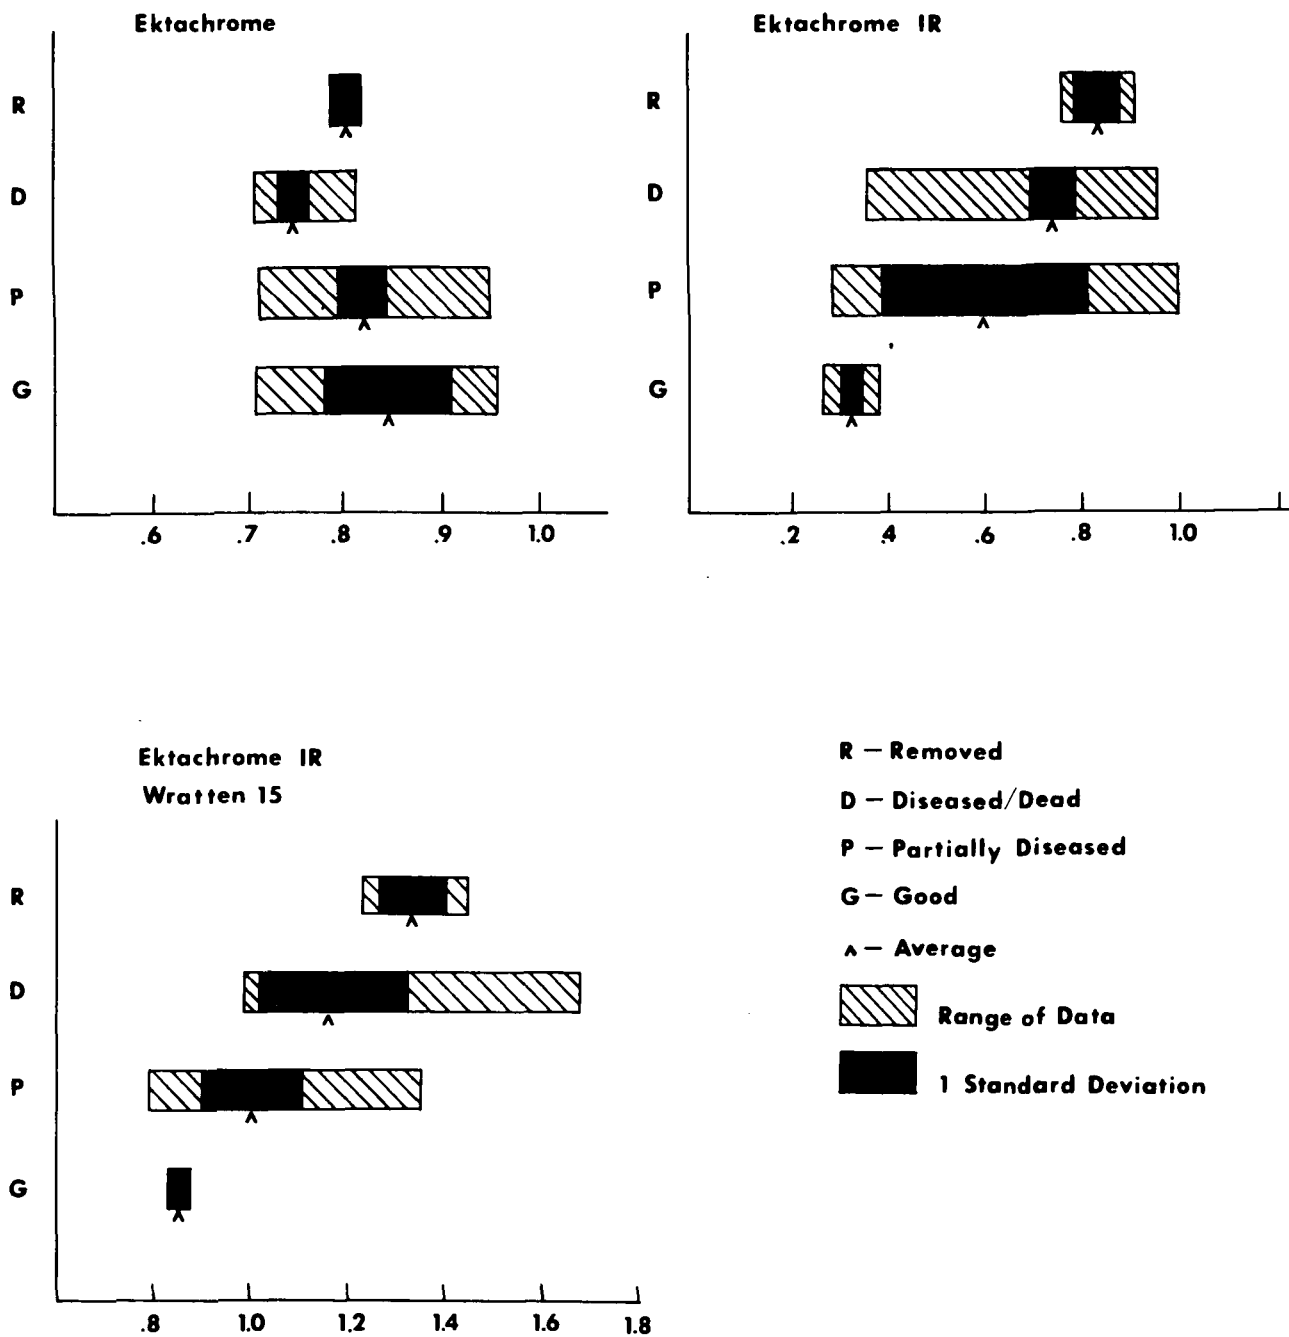 Ektachrome
R
D
P
G
.6 .7 .8 .9 1.0
Ektachrome IR
R
D
P
G
.2 .4 .6 .8 1.0
Ektachrome IR
Wratten 15
R
D
P
G
.8 1.0 1.2 1.4 1.6 1.8
R – Removed
D – Diseased/Dead
P – Partially Diseased
G – Good
^ – Average
Range of Data
1 Standard Deviation